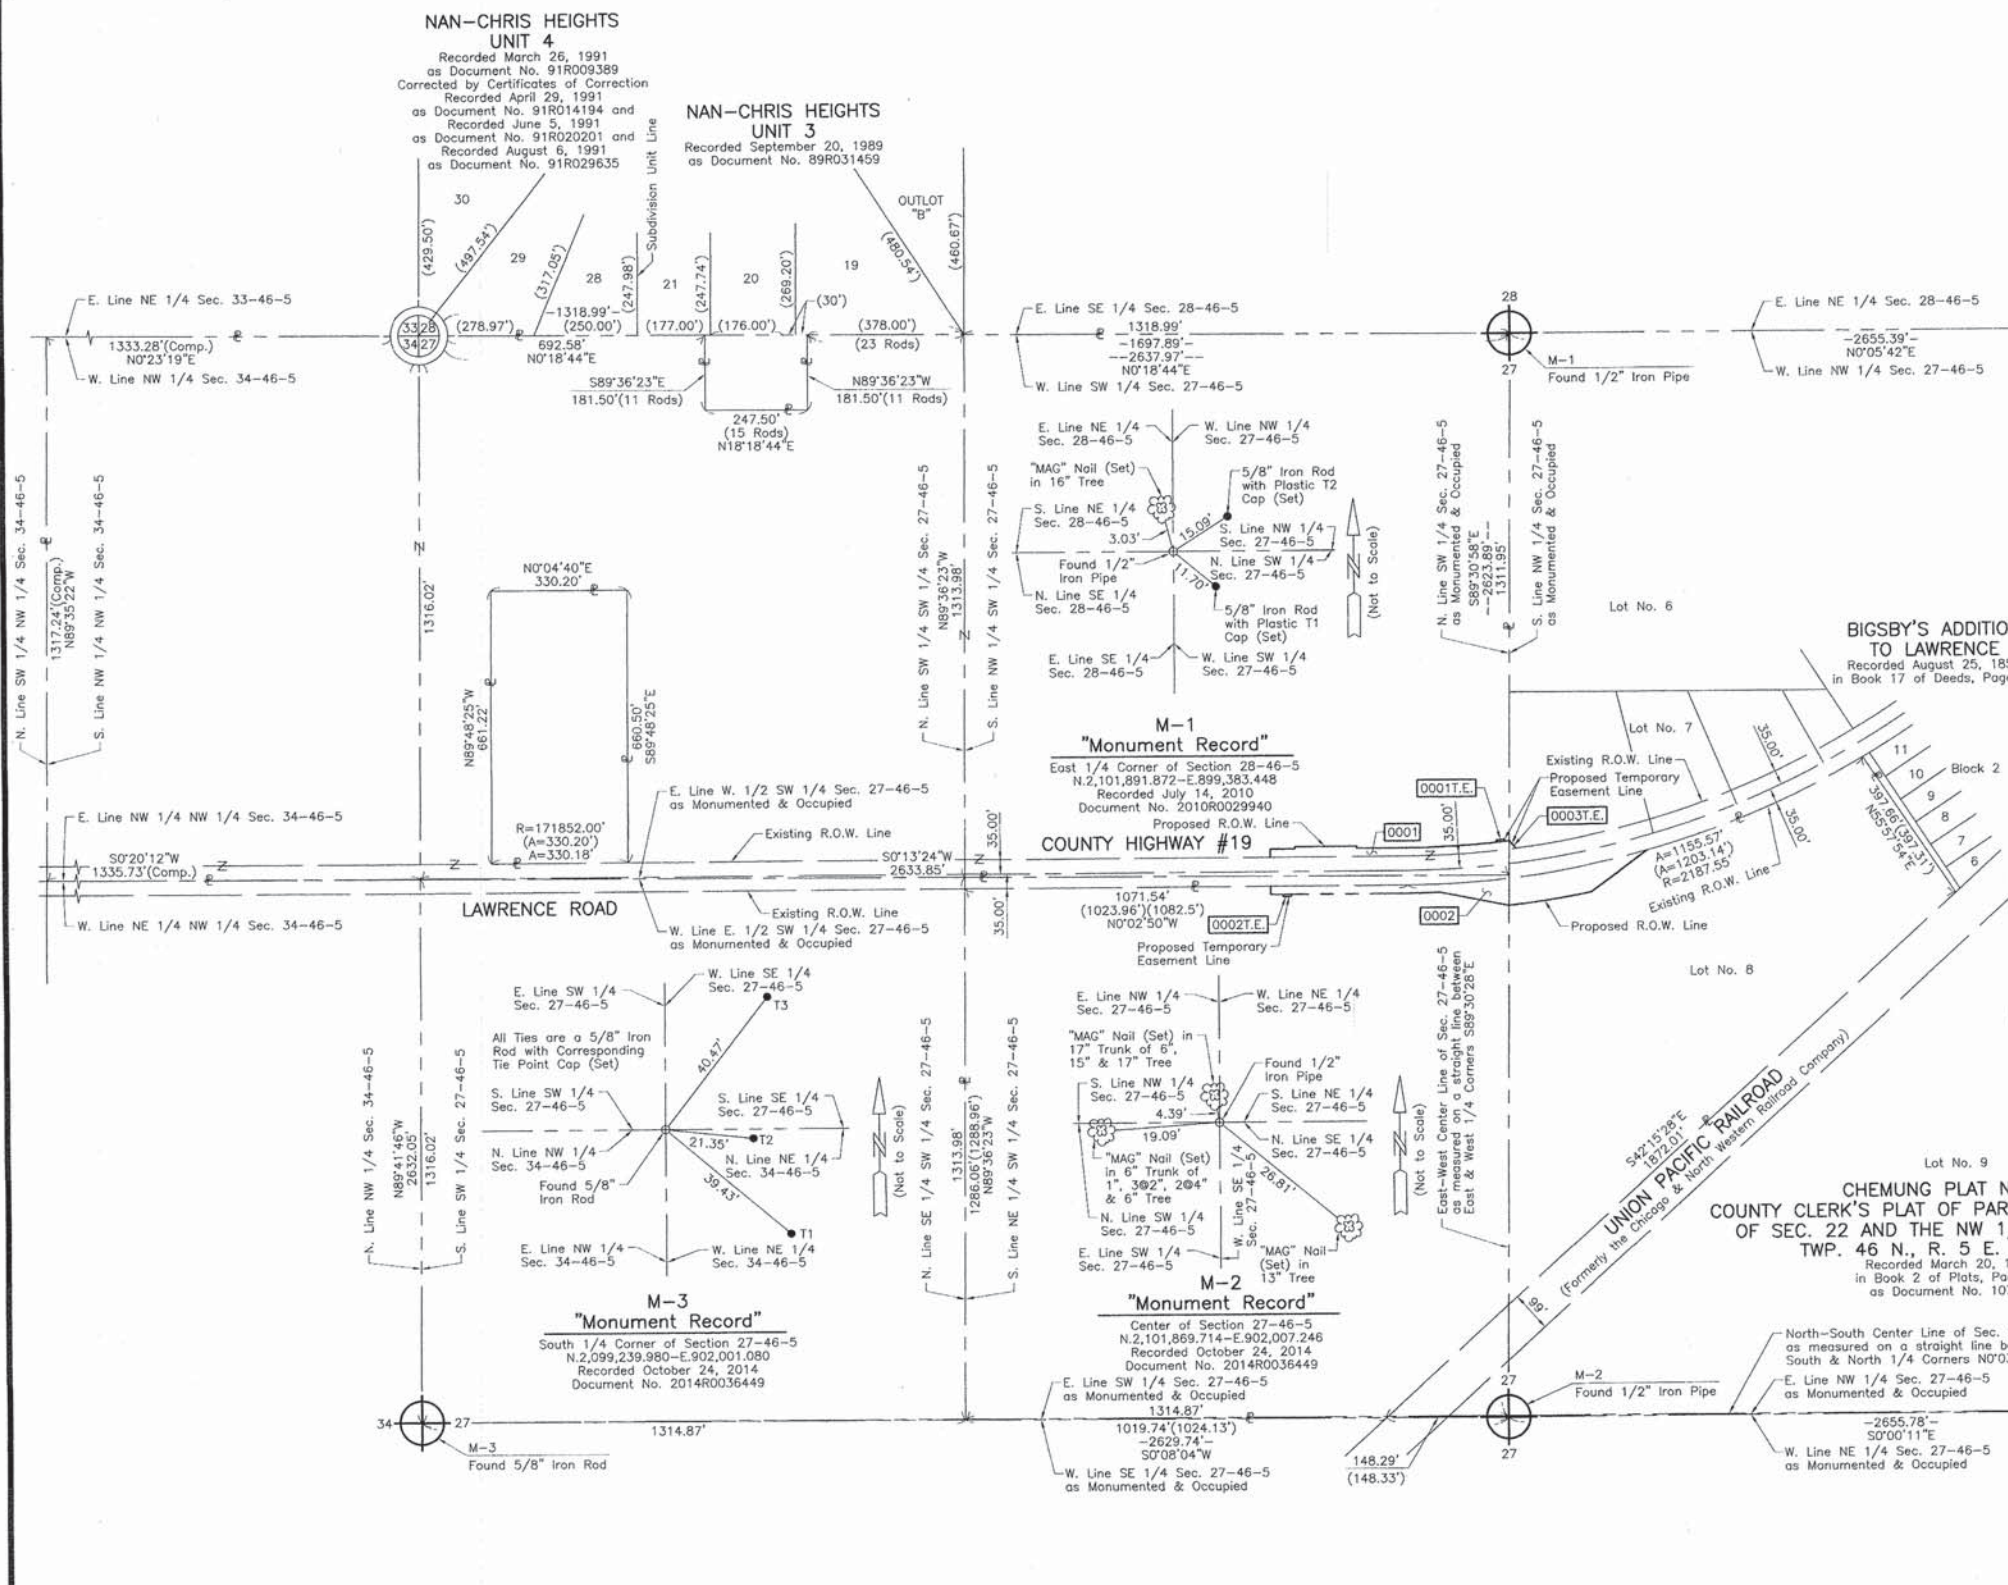 NAN-CHRIS HEIGHTS
UNIT 4
Recorded March 26, 1991
as Document No. 91R009389
Corrected by Certificates of Correction
Recorded April 29, 1991
as Document No. 91R014194 and
Recorded June 5, 1991
as Document No. 91R020201 and
Recorded August 6, 1991
as Document No. 91R029635
Subdivision Unit Line
NAN-CHRIS HEIGHTS
UNIT 3
Recorded September 20, 1989
as Document No. 89R031459
OUTLOT
"B"
30
29
28
21
20
19
(429.50')
(497.54')
(317.05')
(247.98')
(247.74')
(269.20')
(480.54')
(460.67')
(30')
E. Line NE 1/4 Sec. 33-46-5
1333.28'(Comp.)
N0°23'19"E
W. Line NW 1/4 Sec. 34-46-5
33 28
34 27
(278.97')
-1318.99'-
(250.00')
692.58'
N0°18'44"E
(177.00')
(176.00')
(378.00')
(23 Rods)
S89°36'23"E
181.50'(11 Rods)
N89°36'23"W
181.50'(11 Rods)
247.50'
(15 Rods)
N18°18'44"E
E. Line SE 1/4 Sec. 28-46-5
1318.99'
-1697.89'-
--2637.97'--
N0°18'44"E
W. Line SW 1/4 Sec. 27-46-5
28
27
M-1
Found 1/2" Iron Pipe
E. Line NE 1/4 Sec. 28-46-5
-2655.39'-
N0°05'42"E
W. Line NW 1/4 Sec. 27-46-5
N. Line SW 1/4 NW 1/4 Sec. 34-46-5
1317.24'(Comp.)
N89°35'22"W
S. Line NW 1/4 NW 1/4 Sec. 34-46-5
1316.02'
N0°04'40"E
330.20'
N89°48'25"W
661.22'
660.50'
S89°48'25"E
R=171852.00'
(A=330.20')
A=330.18'
N. Line SW 1/4 SW 1/4 Sec. 27-46-5
N89°36'23"W
1313.98'
S. Line NW 1/4 SW 1/4 Sec. 27-46-5
E. Line NE 1/4
Sec. 28-46-5
W. Line NW 1/4
Sec. 27-46-5
"MAG" Nail (Set)
in 16" Tree
5/8" Iron Rod
with Plastic T2
Cap (Set)
S. Line NE 1/4
Sec. 28-46-5
3.03'
15.09'
S. Line NW 1/4
Sec. 27-46-5
Found 1/2"
Iron Pipe
11.70'
N. Line SW 1/4
Sec. 27-46-5
N. Line SE 1/4
Sec. 28-46-5
5/8" Iron Rod
with Plastic T1
Cap (Set)
E. Line SE 1/4
Sec. 28-46-5
W. Line SW 1/4
Sec. 27-46-5
N
(Not to Scale)
M-1
"Monument Record"
East 1/4 Corner of Section 28-46-5
N.2,101,891.872-E.899,383.448
Recorded July 14, 2010
Document No. 2010R0029940
N. Line SW 1/4 Sec. 27-46-5
as Monumented & Occupied
S89°30'58"E
--2623.89'--
1311.95'
S. Line NW 1/4 Sec. 27-46-5
as Monumented & Occupied
Lot No. 6
BIGSBY'S ADDITIO
TO LAWRENCE
Recorded August 25, 185
in Book 17 of Deeds, Pag
Lot No. 7
35.00'
35.00'
11
10
9
8
7
6
Block 2
397.66'(397.31')
N55°57'54"E
Existing R.O.W. Line
Proposed Temporary
Easement Line
0001T.E.
0003T.E.
0001
35.00'
Proposed R.O.W. Line
COUNTY HIGHWAY #19
A=1155.57'
(A=1203.14')
R=2187.55'
Existing R.O.W. Line
Proposed R.O.W. Line
0002
0002T.E.
Proposed Temporary
Easement Line
1071.54'
(1023.96')(1082.5')
N0°02'50"W
35.00'
35.00'
S0°13'24"W
2633.85'
E. Line W. 1/2 SW 1/4 Sec. 27-46-5
as Monumented & Occupied
Existing R.O.W. Line
E. Line NW 1/4 NW 1/4 Sec. 34-46-5
S0°20'12"W
1335.73'(Comp.)
W. Line NE 1/4 NW 1/4 Sec. 34-46-5
LAWRENCE ROAD
Existing R.O.W. Line
W. Line E. 1/2 SW 1/4 Sec. 27-46-5
as Monumented & Occupied
Lot No. 8
N. Line NW 1/4 Sec. 34-46-5
N89°41'46"W
2632.05'
1316.02'
S. Line SW 1/4 Sec. 27-46-5
E. Line SW 1/4
Sec. 27-46-5
W. Line SE 1/4
Sec. 27-46-5
T3
All Ties are a 5/8" Iron
Rod with Corresponding
Tie Point Cap (Set)
40.47'
S. Line SW 1/4
Sec. 27-46-5
S. Line SE 1/4
Sec. 27-46-5
21.35'
T2
N. Line NW 1/4
Sec. 34-46-5
N. Line NE 1/4
Sec. 34-46-5
Found 5/8"
Iron Rod
39.43'
T1
E. Line NW 1/4
Sec. 34-46-5
W. Line NE 1/4
Sec. 34-46-5
N
(Not to Scale)
M-3
"Monument Record"
South 1/4 Corner of Section 27-46-5
N.2,099,239.980-E.902,001.080
Recorded October 24, 2014
Document No. 2014R0036449
N. Line SE 1/4 SW 1/4 Sec. 27-46-5
1313.98'
1286.06'(1288.96')
N89°36'23"W
S. Line NE 1/4 SW 1/4 Sec. 27-46-5
E. Line NW 1/4
Sec. 27-46-5
W. Line NE 1/4
Sec. 27-46-5
"MAG" Nail (Set) in
17" Trunk of 6",
15" & 17" Tree
Found 1/2"
Iron Pipe
S. Line NW 1/4
Sec. 27-46-5
4.39'
S. Line NE 1/4
Sec. 27-46-5
19.09'
N. Line SE 1/4
Sec. 27-46-5
"MAG" Nail (Set)
in 6" Trunk of
1", 3@2", 2@4"
& 6" Tree
26.81'
N. Line SW 1/4
Sec. 27-46-5
W. Line SE 1/4
Sec. 27-46-5
E. Line SW 1/4
Sec. 27-46-5
"MAG" Nail
(Set) in
13" Tree
N
(Not to Scale)
M-2
"Monument Record"
Center of Section 27-46-5
N.2,101,869.714-E.902,007.246
Recorded October 24, 2014
Document No. 2014R0036449
East-West Center Line of Sec. 27-46-5
as measured on a straight line between
East & West 1/4 Corners S89°30'28"E
S42°15'28"E
1872.01'
UNION PACIFIC RAILROAD
(Formerly the Chicago & North Western Railroad Company)
99'
Lot No. 9
CHEMUNG PLAT N
COUNTY CLERK'S PLAT OF PAR
OF SEC. 22 AND THE NW 1
TWP. 46 N., R. 5 E.
Recorded March 20, 1
in Book 2 of Plats, Pa
as Document No. 10
North-South Center Line of Sec.
as measured on a straight line b
South & North 1/4 Corners N0°0
E. Line NW 1/4 Sec. 27-46-5
as Monumented & Occupied
-2655.78'-
S0°00'11"E
W. Line NE 1/4 Sec. 27-46-5
as Monumented & Occupied
27
27
M-2
Found 1/2" Iron Pipe
148.29'
(148.33')
E. Line SW 1/4 Sec. 27-46-5
as Monumented & Occupied
1314.87'
1019.74'(1024.13')
-2629.74'-
S0°08'04"W
W. Line SE 1/4 Sec. 27-46-5
as Monumented & Occupied
1314.87'
34
27
M-3
Found 5/8" Iron Rod